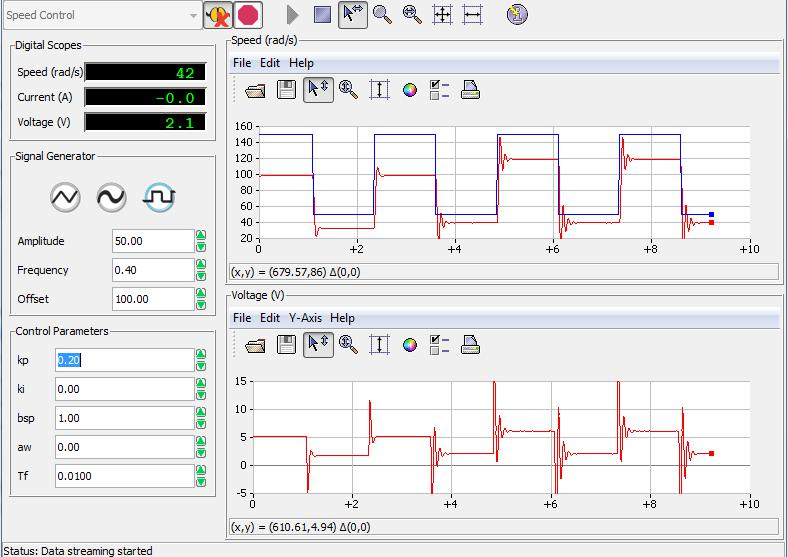 Speed Control
Digital Scopes
Speed (rad/s) 42
Current (A) -0.0
Voltage (V) 2.1
Signal Generator
Amplitude 50.00
Frequency 0.40
Offset 100.00
Control Parameters
kp 0.20
ki 0.00
bsp 1.00
aw 0.00
Tf 0.0100
Speed (rad/s)
File Edit Help
160
140
120
100
80
60
40
20
0 +2 +4 +6 +8 +10
(x,y) = (679.57,86) Δ(0,0)
Voltage (V)
File Edit Y-Axis Help
15
10
5
0
-5
0 +2 +4 +6 +8 +10
(x,y) = (610.61,4.94) Δ(0,0)
Status: Data streaming started